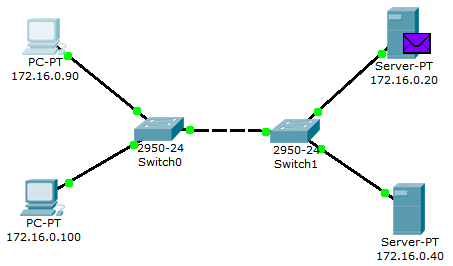 PC-PT
172.16.0.90
Server-PT
172.16.0.20
2950-24
Switch0
2950-24
Switch1
PC-PT
172.16.0.100
Server-PT
172.16.0.40